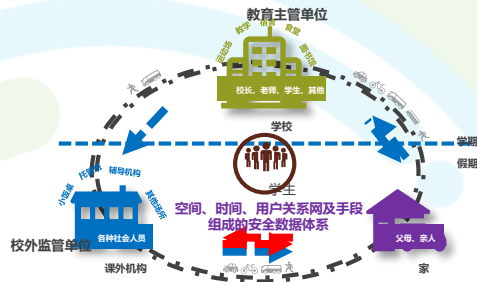 教育主管单位
运动场 教学 宿舍 食堂 图书馆
校长、老师、学生、其他
学校
学期
假期
小饭桌 辅导机构 其他场所
学生
空间、时间、用户关系网及手段
组成的安全数据体系
各种社会人员
父母、亲人
校外监管单位
课外机构
家